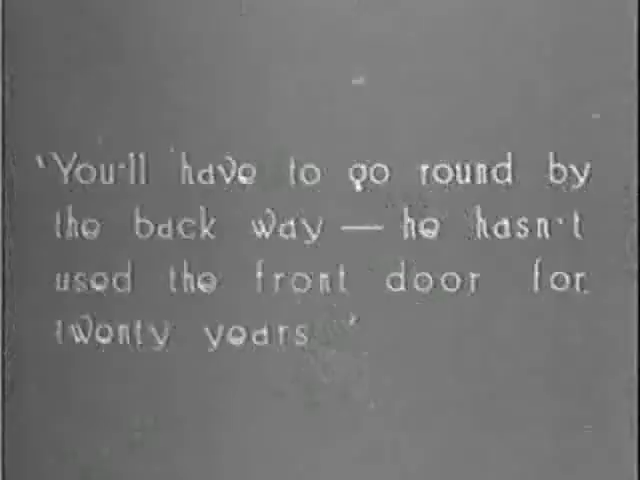 'You'll have to go round by
the back way — he hasn't
used the front door for
twenty years.'